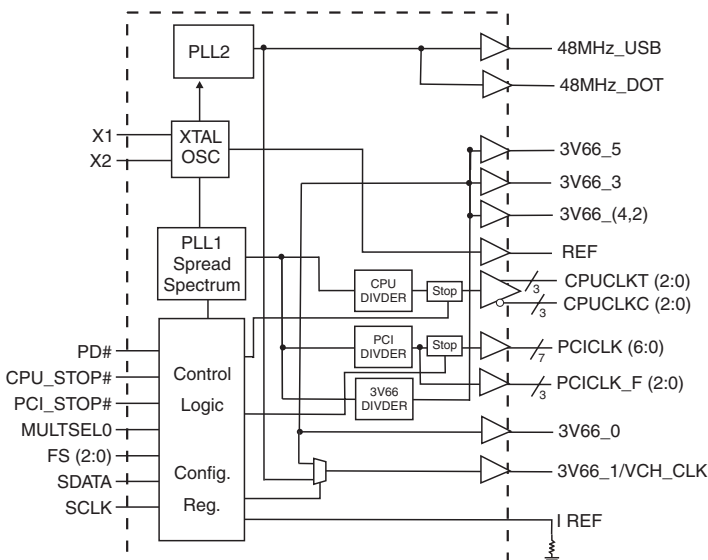 PLL2
48MHz_USB
48MHz_DOT
X1
X2
XTAL
OSC
3V66_5
3V66_3
3V66_(4,2)
REF
PLL1
Spread
Spectrum
CPU
DIVDER
Stop
3
CPUCLKT (2:0)
3
CPUCLKC (2:0)
PCI
DIVDER
Stop
7
PCICLK (6:0)
3V66
DIVDER
3
PCICLK_F (2:0)
PD#
CPU_STOP#
PCI_STOP#
MULTSEL0
FS (2:0)
SDATA
SCLK
Control
Logic
Config.
Reg.
3V66_0
3V66_1/VCH_CLK
I REF